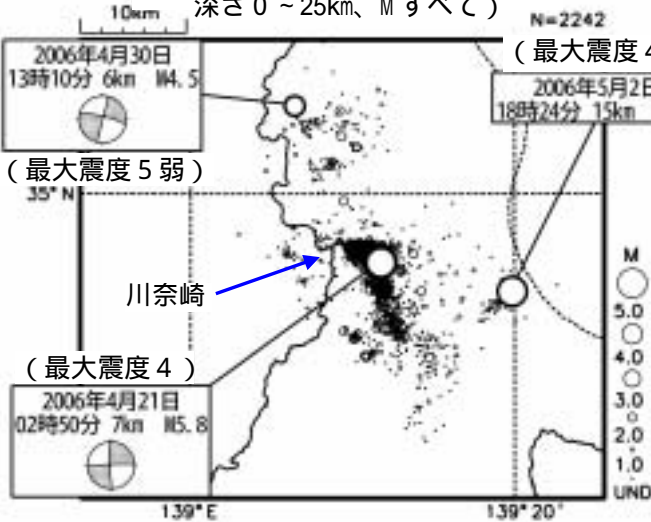 10km
深さ0~25km、Mすべて)
N=2242
(最大震度4
2006年4月30日
13時10分 6km M4.5
2006年5月2日
18時24分 15km
(最大震度5弱)
35°N
川奈崎
M
5.0
4.0
3.0
2.0
1.0
UND
(最大震度4)
2006年4月21日
02時50分 7km M5.8
139°E
139°20'